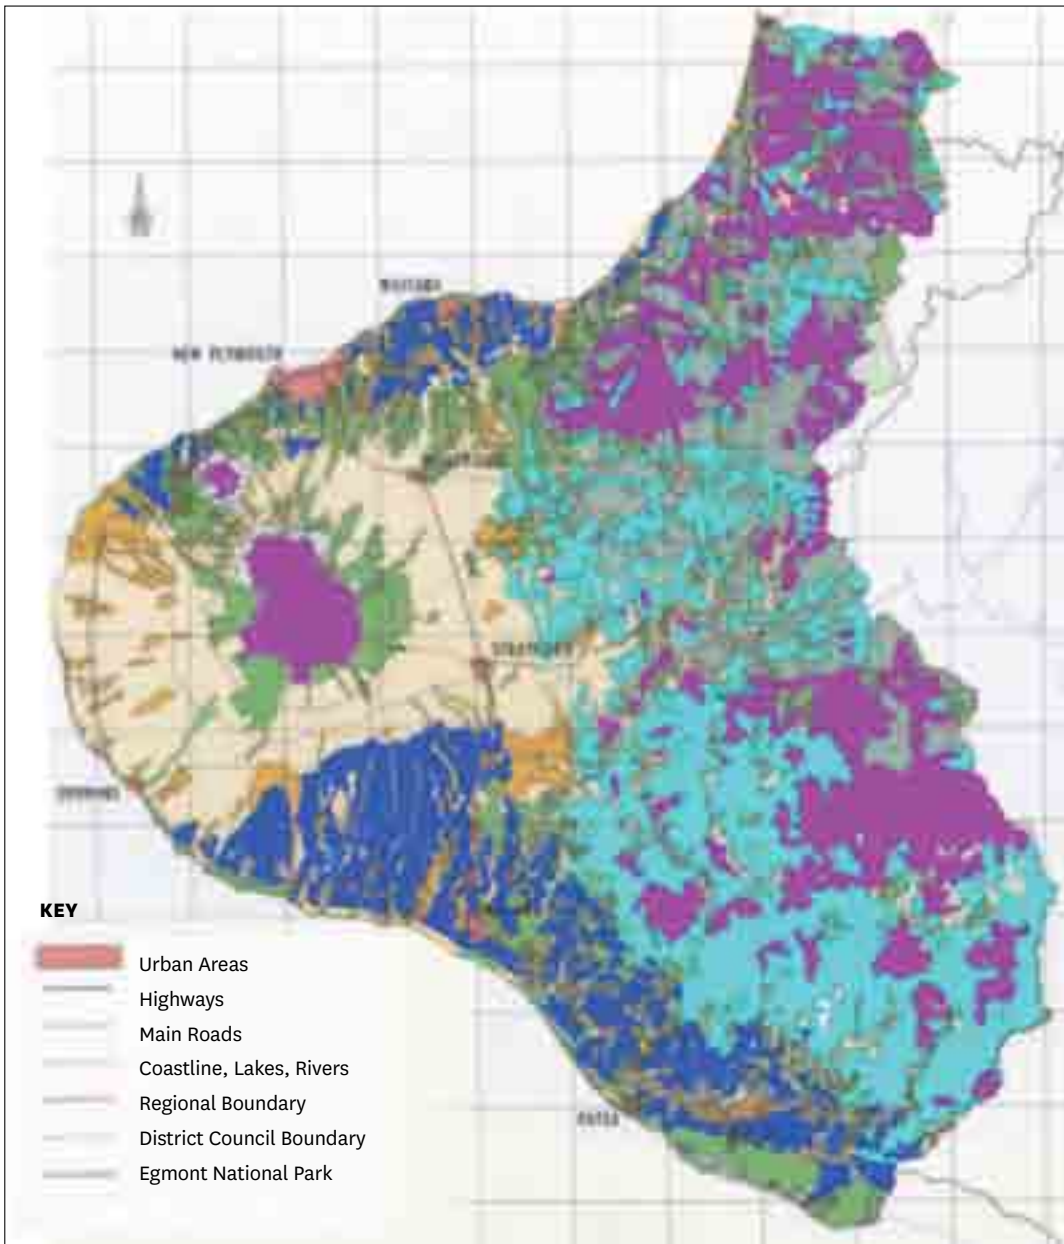 WAITARA
NEW PLYMOUTH
STRATFORD
PATEA
KEY
Urban Areas
Highways
Main Roads
Coastline, Lakes, Rivers
Regional Boundary
District Council Boundary
Egmont National Park